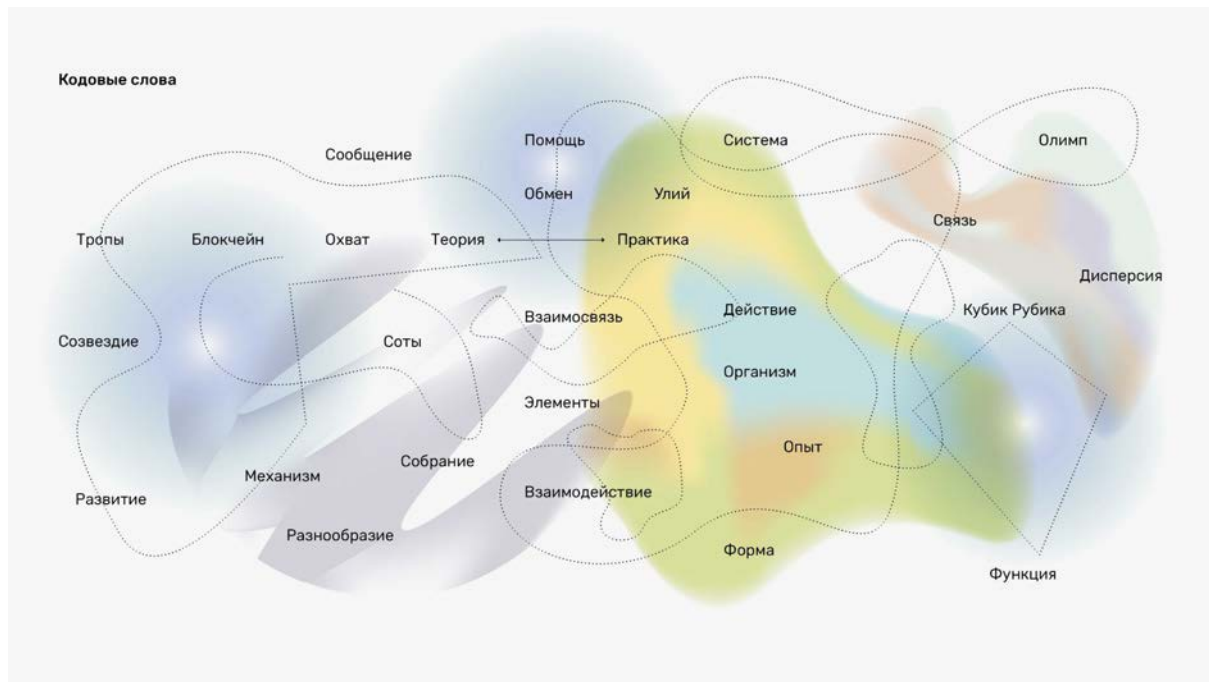 Кодовые слова
Помощь
Система
Олимп
Сообщение
Обмен
Улий
Связь
Тропы
Блокчейн
Охват
Теория
Практика
Дисперсия
Взаимосвязь
Действие
Кубик Рубика
Созвездие
Соты
Организм
Элементы
Опыт
Собрание
Механизм
Взаимодействие
Развитие
Разнообразие
Форма
Функция